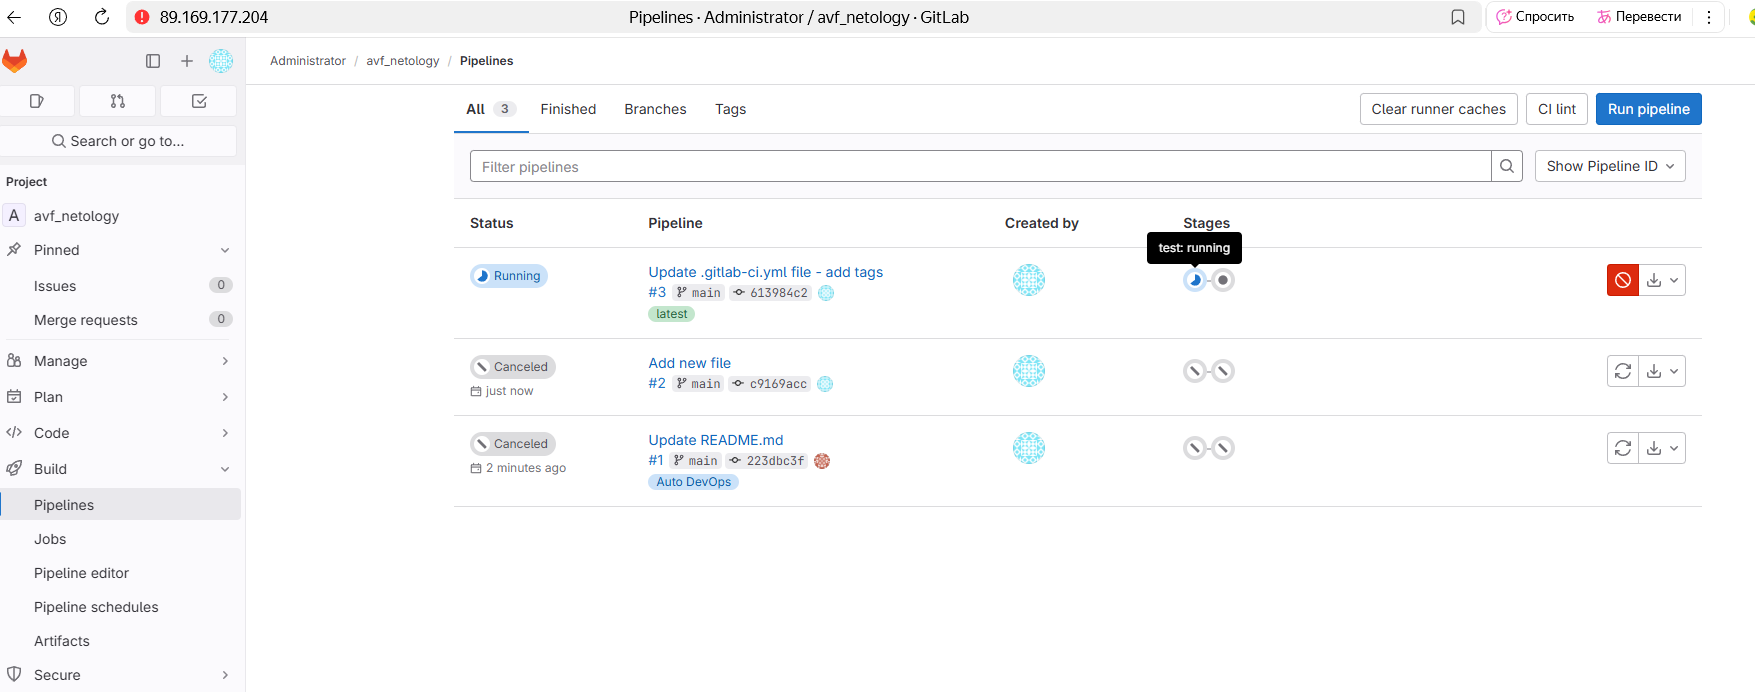 89.169.177.204
Pipelines · Administrator / avf_netology · GitLab
Спросить
Перевести
Administrator / avf_netology / Pipelines
Search or go to...
Project
A avf_netology
Pinned
Issues 0
Merge requests 0
Manage
Plan
Code
Build
Pipelines
Jobs
Pipeline editor
Pipeline schedules
Artifacts
Secure
All 3 Finished Branches Tags
Clear runner caches CI lint Run pipeline
Filter pipelines Show Pipeline ID
Status Pipeline Created by Stages
test: running
Running
Update .gitlab-ci.yml file - add tags
#3 main 613984c2
latest
Canceled
just now
Add new file
#2 main c9169acc
Canceled
2 minutes ago
Update README.md
#1 main 223dbc3f
Auto DevOps